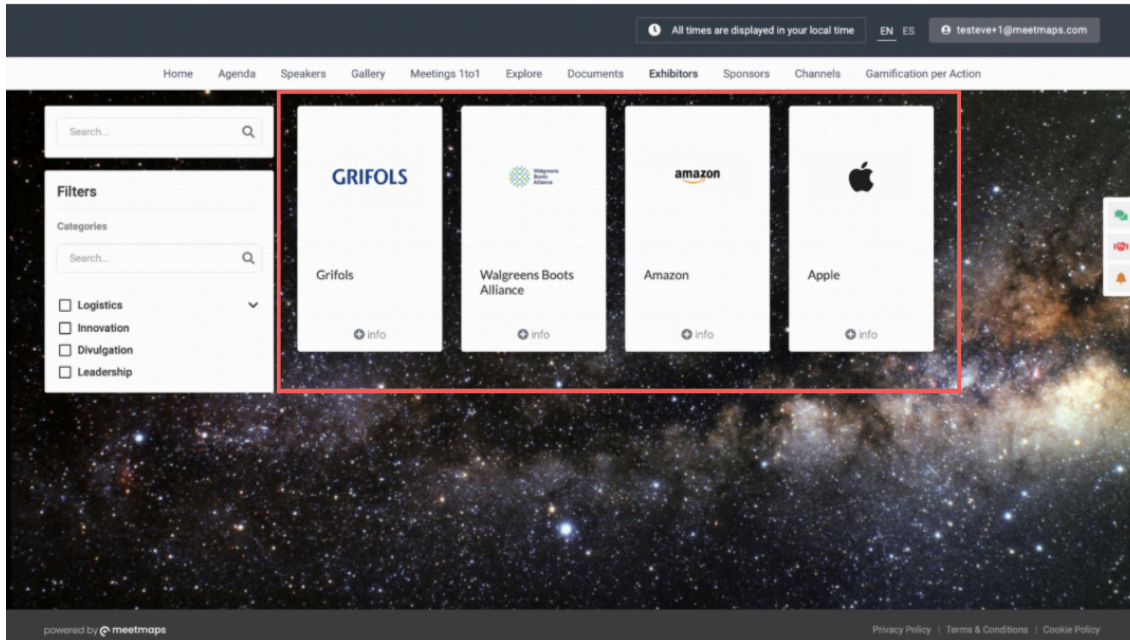 All times are displayed in your local time
EN ES
testeve+1@meetmaps.com
Home Agenda Speakers Gallery Meetings 1to1 Explore Documents Exhibitors Sponsors Channels Gamification per Action
Search...
Filters
Categories
Search...
Logistics
Innovation
Divulgation
Leadership
GRIFOLS
Grifols
info
Walgreens
Boots
Alliance
Walgreens Boots
Alliance
info
amazon
Amazon
info
Apple
info
powered by meetmaps
Privacy Policy | Terms & Conditions | Cookie Policy